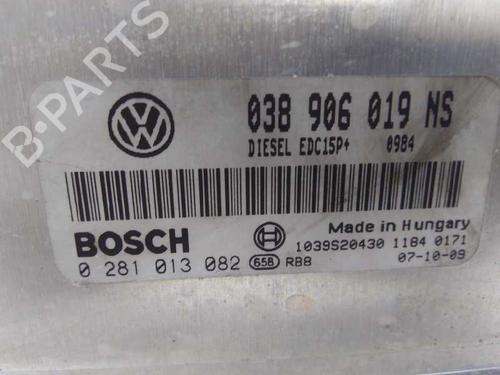 B-PARTS
038 906 019 NS
DIESEL EDC15P+ 0984
BOSCH
Made in Hungary
1039S20430 1184 0171
0 281 013 082 658 RB8 07-10-09